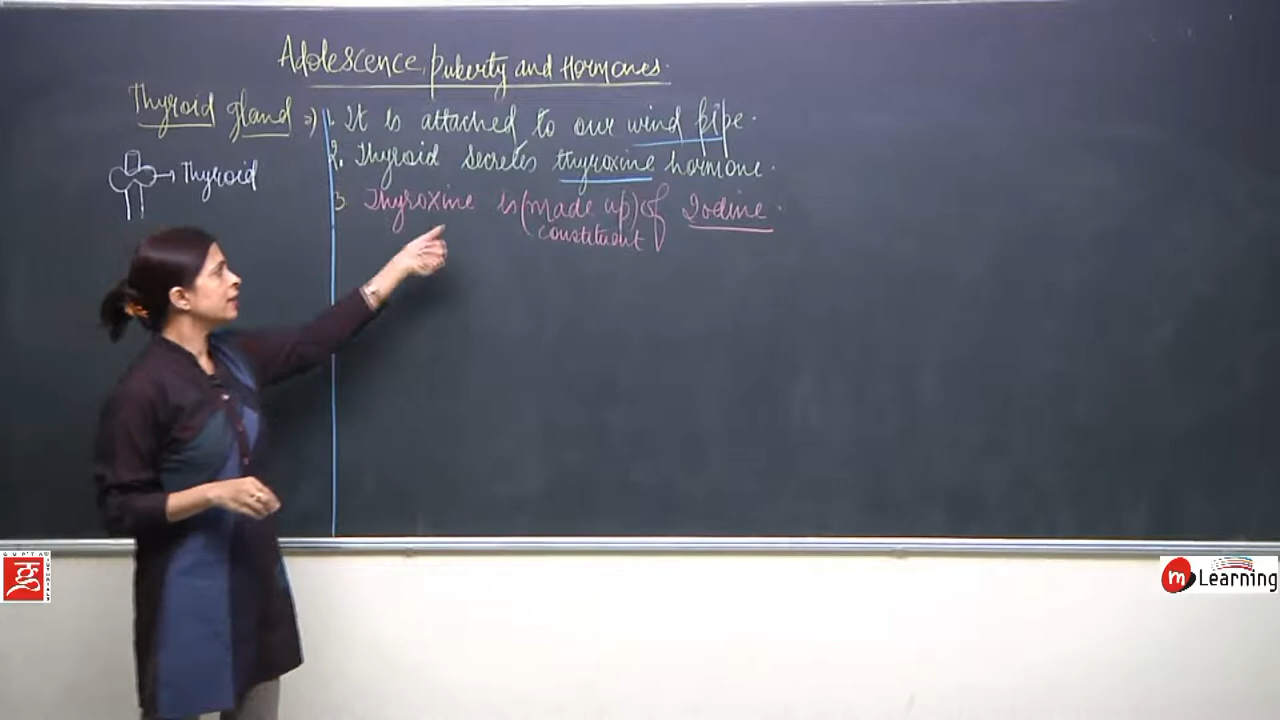 Adolescence, puberty and Hormones.
Thyroid gland => 1. It is attached to our wind pipe.
→ Thyroid
2. Thyroid secretes thyroxine hormone.
3 Thyroxine is (made up) of Iodine.
constituent
GUPTA
m Learning